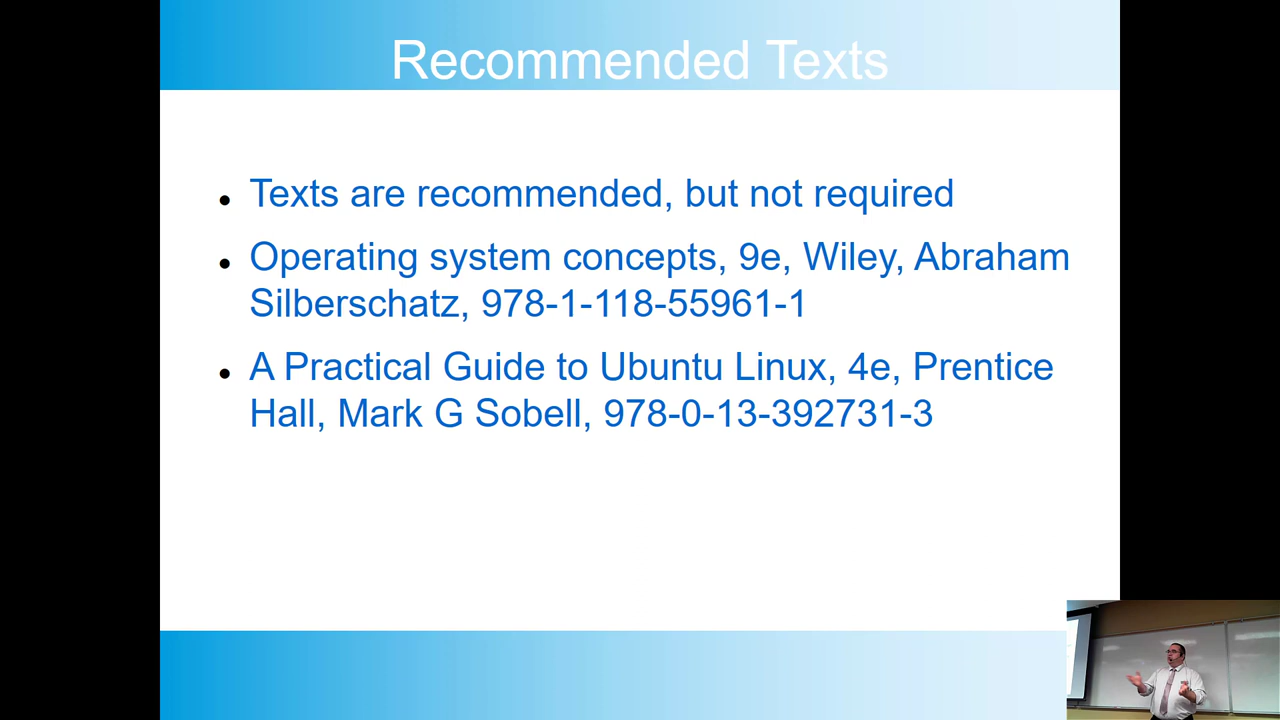 Recommended Texts
Texts are recommended, but not required
Operating system concepts, 9e, Wiley, Abraham
Silberschatz, 978-1-118-55961-1
A Practical Guide to Ubuntu Linux, 4e, Prentice
Hall, Mark G Sobell, 978-0-13-392731-3